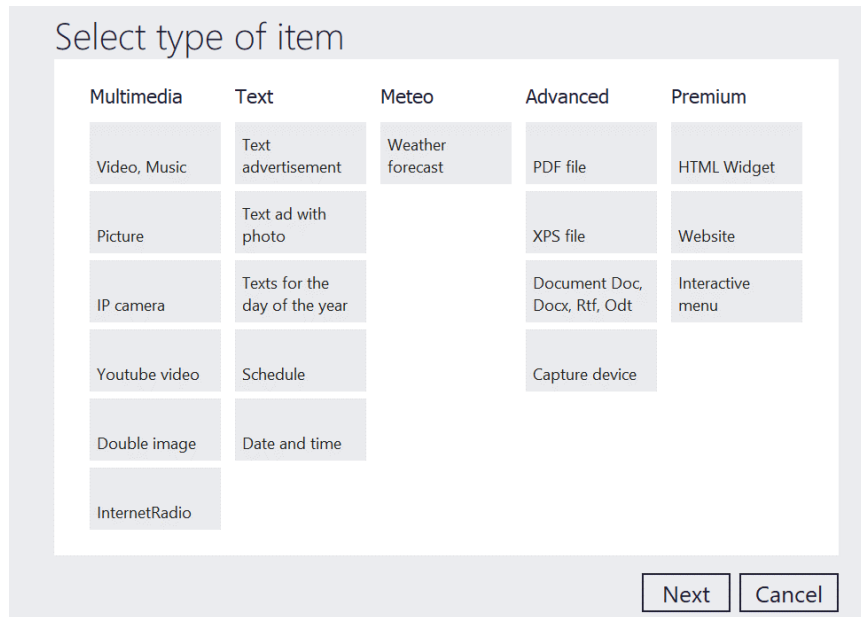 Select type of item
Multimedia
Text
Meteo
Advanced
Premium
Video, Music
Text
advertisement
Weather
forecast
PDF file
HTML Widget
Picture
Text ad with
photo
XPS file
Website
IP camera
Texts for the
day of the year
Document Doc,
Docx, Rtf, Odt
Interactive
menu
Youtube video
Schedule
Capture device
Double image
Date and time
InternetRadio
Next
Cancel